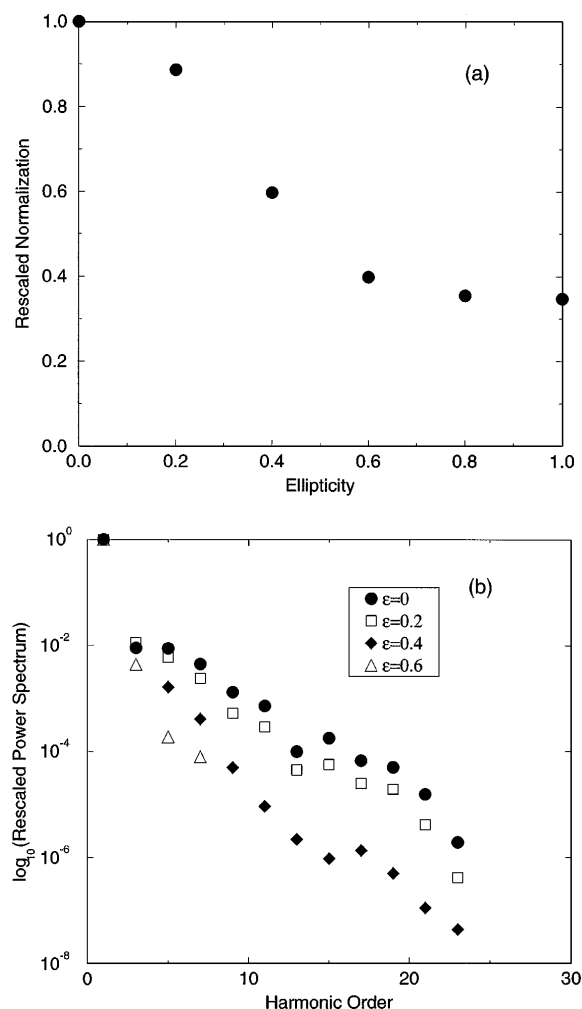 1.0
0.8
0.6
0.4
0.2
0.0
Rescaled Normalization
(a)
0.0 0.2 0.4 0.6 0.8 1.0
Ellipticity
10^0
10^-2
10^-4
10^-6
10^-8
log_10(Rescaled Power Spectrum)
(b)
ε=0
ε=0.2
ε=0.4
ε=0.6
0 10 20 30
Harmonic Order